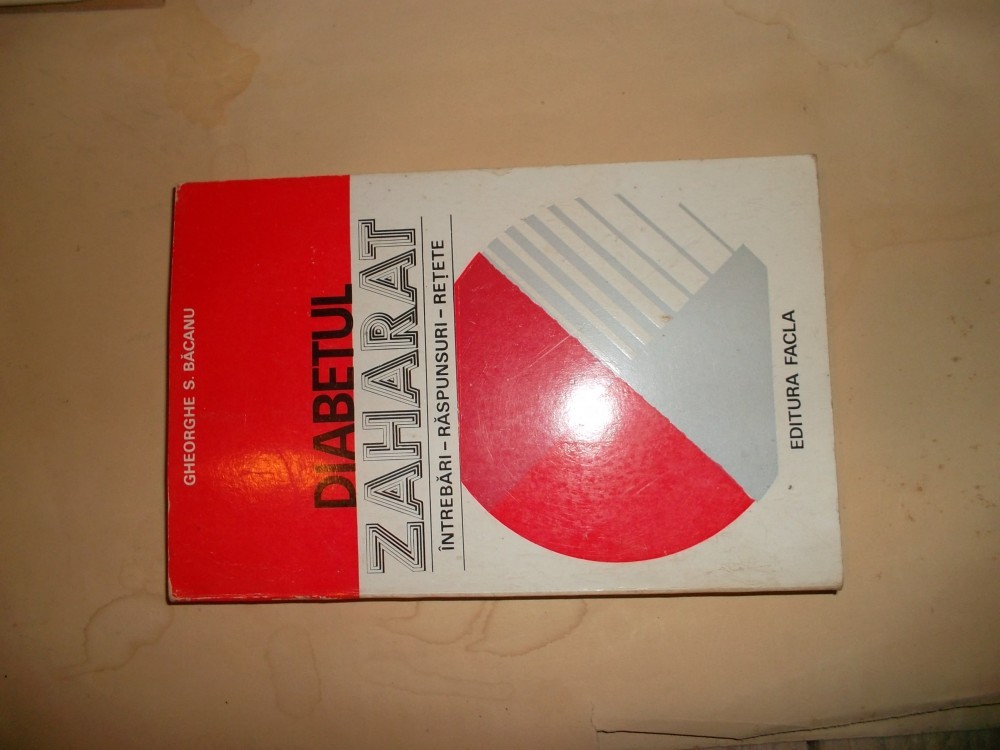 GHEORGHE S. BĂCANU
DIABETUL
ZAHARAT
ÎNTREBĂRI – RĂSPUNSURI – REȚETE
EDITURA FACLA